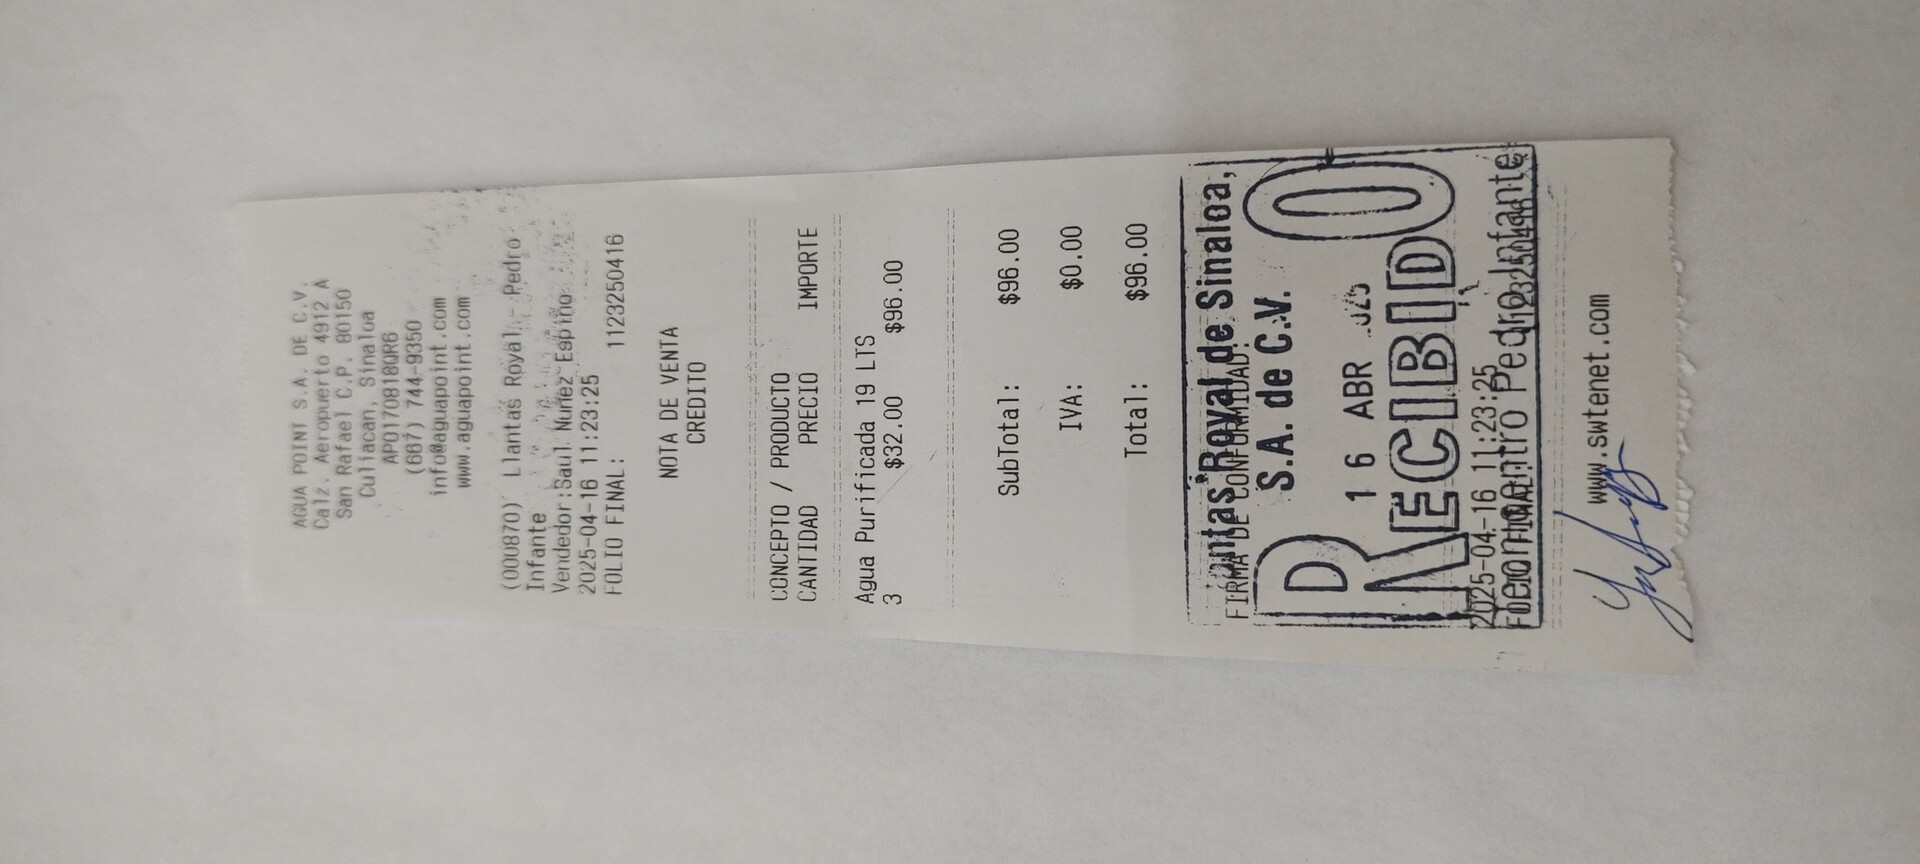 AGUA POINT S.A. DE C.V.
Calz. Aeropuerto 4912 A
San Rafael C.P. 80150
Culiacan, Sinaloa
APO170818QR6
(667) 744-9350
info@aguapoint.com
www.aguapoint.com
(000870) Llantas Royal - Pedro
Infante
Vendedor:Saul Nuñez Espino
2025-04-16 11:23:25
FOLIO FINAL: 1123250416
NOTA DE VENTA
CREDITO
CONCEPTO / PRODUCTO
CANTIDAD PRECIO IMPORTE
Agua Purificada 19 LTS
3 $32.00 $96.00
SubTotal: $96.00
IVA: $0.00
Total: $96.00
Llantas Royal de Sinaloa,
FIRMA DE CONFORMIDAD
S.A. de C.V.
16 ABR
RECIBIDO
2025-04-16 11:23:25
Pedro Infante
www.swtenet.com